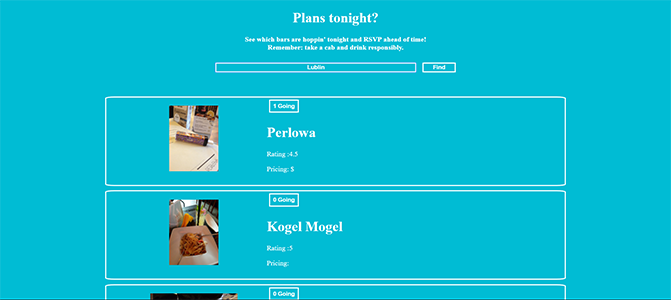 Plans tonight?
See which bars are hoppin' tonight and RSVP ahead of time!
Remember: take a cab and drink responsibly.
Lublin Find
1 Going
Perlowa
Rating :4.5
Pricing: $
0 Going
Kogel Mogel
Rating :5
Pricing:
0 Going